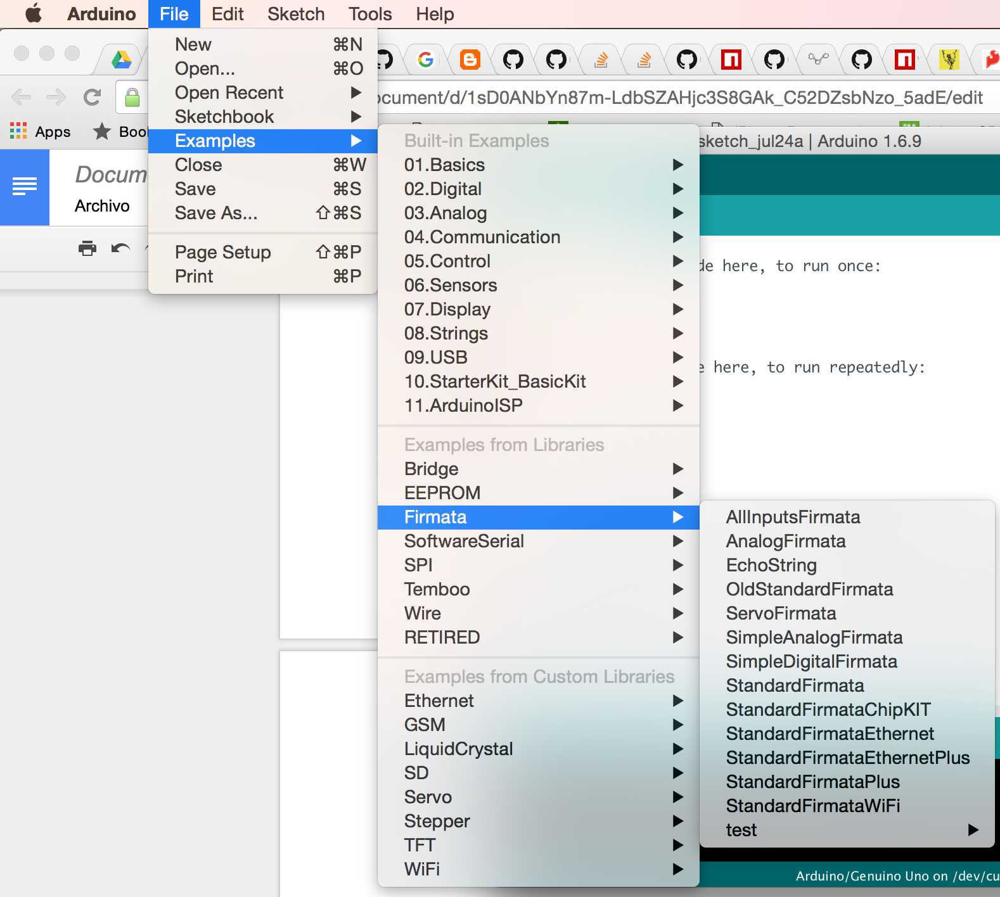 Arduino File Edit Sketch Tools Help
New ⌘N
Open... ⌘O
Open Recent
Sketchbook
Examples
Close ⌘W
Save ⌘S
Save As... ⇧⌘S
Page Setup ⇧⌘P
Print ⌘P
ocument/d/1sD0ANbYn87m-LdbSZAHjc3S8GAk_C52DZsbNzo_5adE/edit
Apps
Archivo
sketch_jul24a | Arduino 1.6.9
Built-in Examples
01.Basics
02.Digital
03.Analog
04.Communication
05.Control
06.Sensors
07.Display
08.Strings
09.USB
10.StarterKit_BasicKit
11.ArduinoISP
Examples from Libraries
Bridge
EEPROM
Firmata
SoftwareSerial
SPI
Temboo
Wire
RETIRED
Examples from Custom Libraries
Ethernet
GSM
LiquidCrystal
SD
Servo
Stepper
TFT
WiFi
here, to run once:
here, to run repeatedly:
AllInputsFirmata
AnalogFirmata
EchoString
OldStandardFirmata
ServoFirmata
SimpleAnalogFirmata
SimpleDigitalFirmata
StandardFirmata
StandardFirmataChipKIT
StandardFirmataEthernet
StandardFirmataEthernetPlus
StandardFirmataPlus
StandardFirmataWiFi
test
Arduino/Genuino Uno on /dev/cu